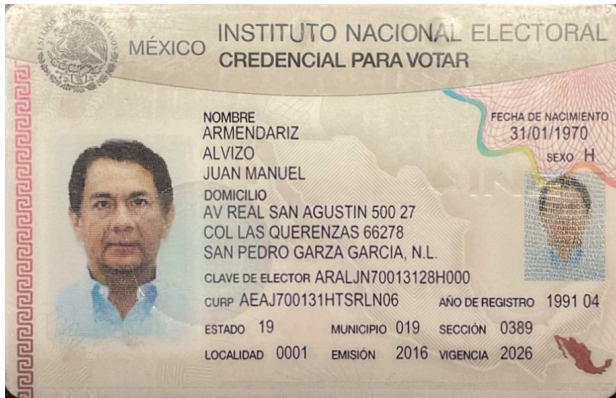 MÉXICO
INSTITUTO NACIONAL ELECTORAL
CREDENCIAL PARA VOTAR
NOMBRE
ARMENDARIZ
ALVIZO
JUAN MANUEL
FECHA DE NACIMIENTO
31/01/1970
SEXO H
DOMICILIO
AV REAL SAN AGUSTIN 500 27
COL LAS QUERENZAS 66278
SAN PEDRO GARZA GARCIA, N.L.
CLAVE DE ELECTOR ARALJN70013128H000
CURP AEAJ700131HTSRLN06 AÑO DE REGISTRO 1991 04
ESTADO 19 MUNICIPIO 019 SECCIÓN 0389
LOCALIDAD 0001 EMISIÓN 2016 VIGENCIA 2026